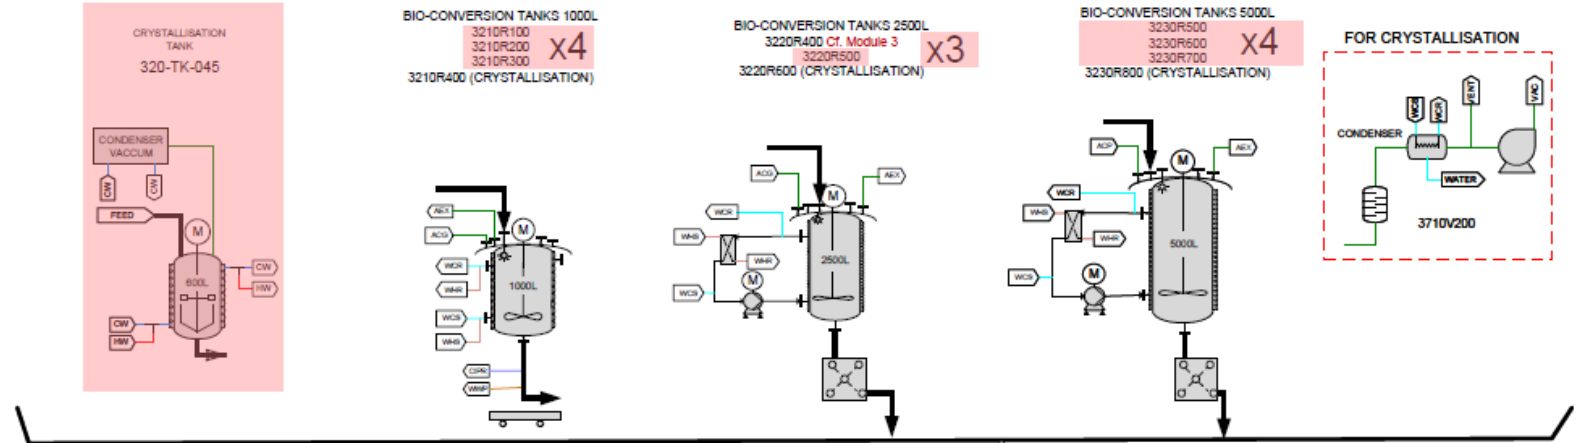 CRYSTALLISATION
TANK
320-TK-045
CONDENSER
VACCUM
CW
CW
FEED
M
600L
CW
HW
CW
HW
BIO-CONVERSION TANKS 1000L
3210R100
3210R200
3210R300
x4
3210R400 (CRYSTALLISATION)
AEX
ACG
M
WCR
WHR
1000L
WCS
WHS
CIPR
WWP
BIO-CONVERSION TANKS 2500L
3220R400 Cf. Module 3
3220R500
x3
3220R600 (CRYSTALLISATION)
ACG
AEX
M
WCR
WHS
WHR
2500L
M
WCS
BIO-CONVERSION TANKS 5000L
3230R500
3230R600
3230R700
x4
3230R800 (CRYSTALLISATION)
ACP
AEX
M
WCR
WHS
WHR
5000L
M
WCS
FOR CRYSTALLISATION
WCS
WCR
VENT
VAC
CONDENSER
WATER
3710V200